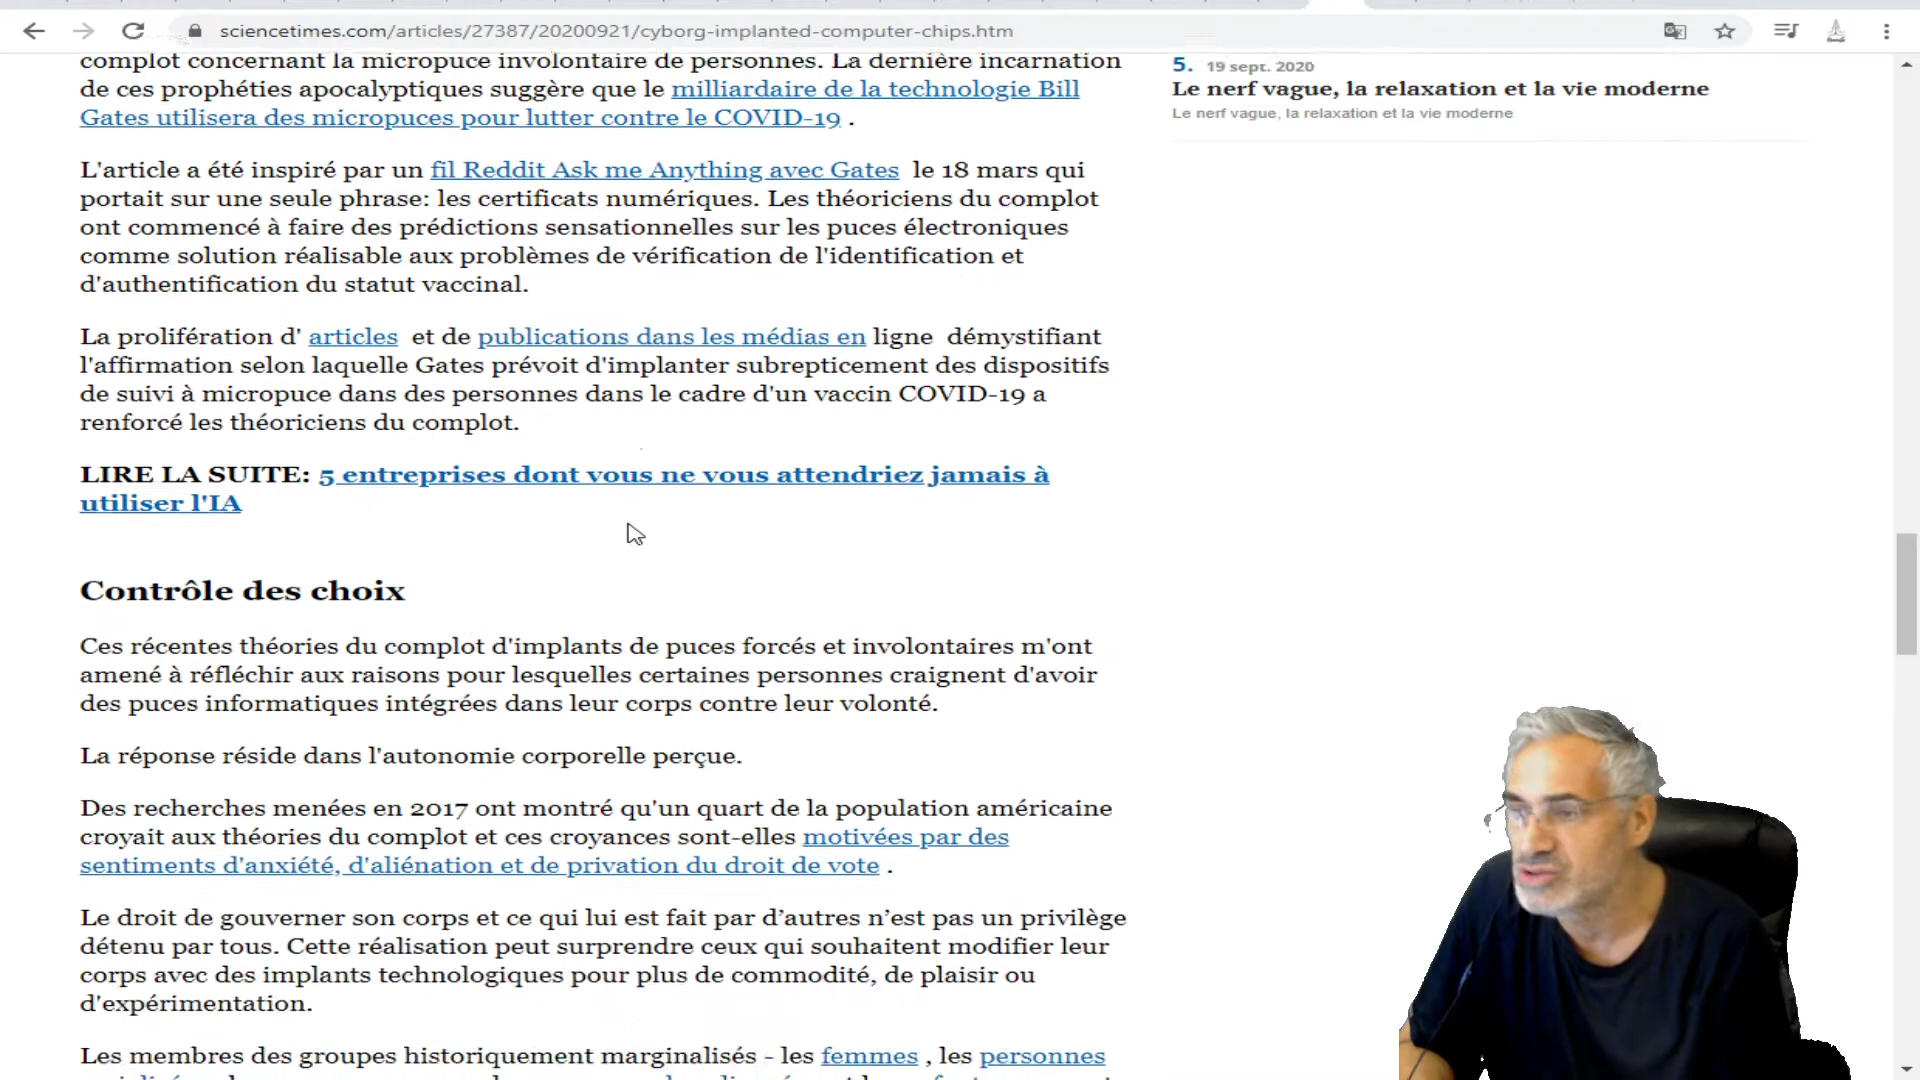 sciencetimes.com/articles/27387/20200921/cyborg-implanted-computer-chips.htm
complot concernant la micropuce involontaire de personnes. La dernière incarnation
de ces prophéties apocalyptiques suggère que le milliardaire de la technologie Bill
Gates utilisera des micropuces pour lutter contre le COVID-19 .
L'article a été inspiré par un fil Reddit Ask me Anything avec Gates le 18 mars qui
portait sur une seule phrase: les certificats numériques. Les théoriciens du complot
ont commencé à faire des prédictions sensationnelles sur les puces électroniques
comme solution réalisable aux problèmes de vérification de l'identification et
d'authentification du statut vaccinal.
La prolifération d' articles et de publications dans les médias en ligne démystifiant
l'affirmation selon laquelle Gates prévoit d'implanter subrepticement des dispositifs
de suivi à micropuce dans des personnes dans le cadre d'un vaccin COVID-19 a
renforcé les théoriciens du complot.
LIRE LA SUITE: 5 entreprises dont vous ne vous attendriez jamais à
utiliser l'IA
Contrôle des choix
Ces récentes théories du complot d'implants de puces forcés et involontaires m'ont
amené à réfléchir aux raisons pour lesquelles certaines personnes craignent d'avoir
des puces informatiques intégrées dans leur corps contre leur volonté.
La réponse réside dans l'autonomie corporelle perçue.
Des recherches menées en 2017 ont montré qu'un quart de la population américaine
croyait aux théories du complot et ces croyances sont-elles motivées par des
sentiments d'anxiété, d'aliénation et de privation du droit de vote .
Le droit de gouverner son corps et ce qui lui est fait par d’autres n’est pas un privilège
détenu par tous. Cette réalisation peut surprendre ceux qui souhaitent modifier leur
corps avec des implants technologiques pour plus de commodité, de plaisir ou
d'expérimentation.
Les membres des groupes historiquement marginalisés - les femmes , les personnes
5. 19 sept. 2020
Le nerf vague, la relaxation et la vie moderne
Le nerf vague, la relaxation et la vie moderne